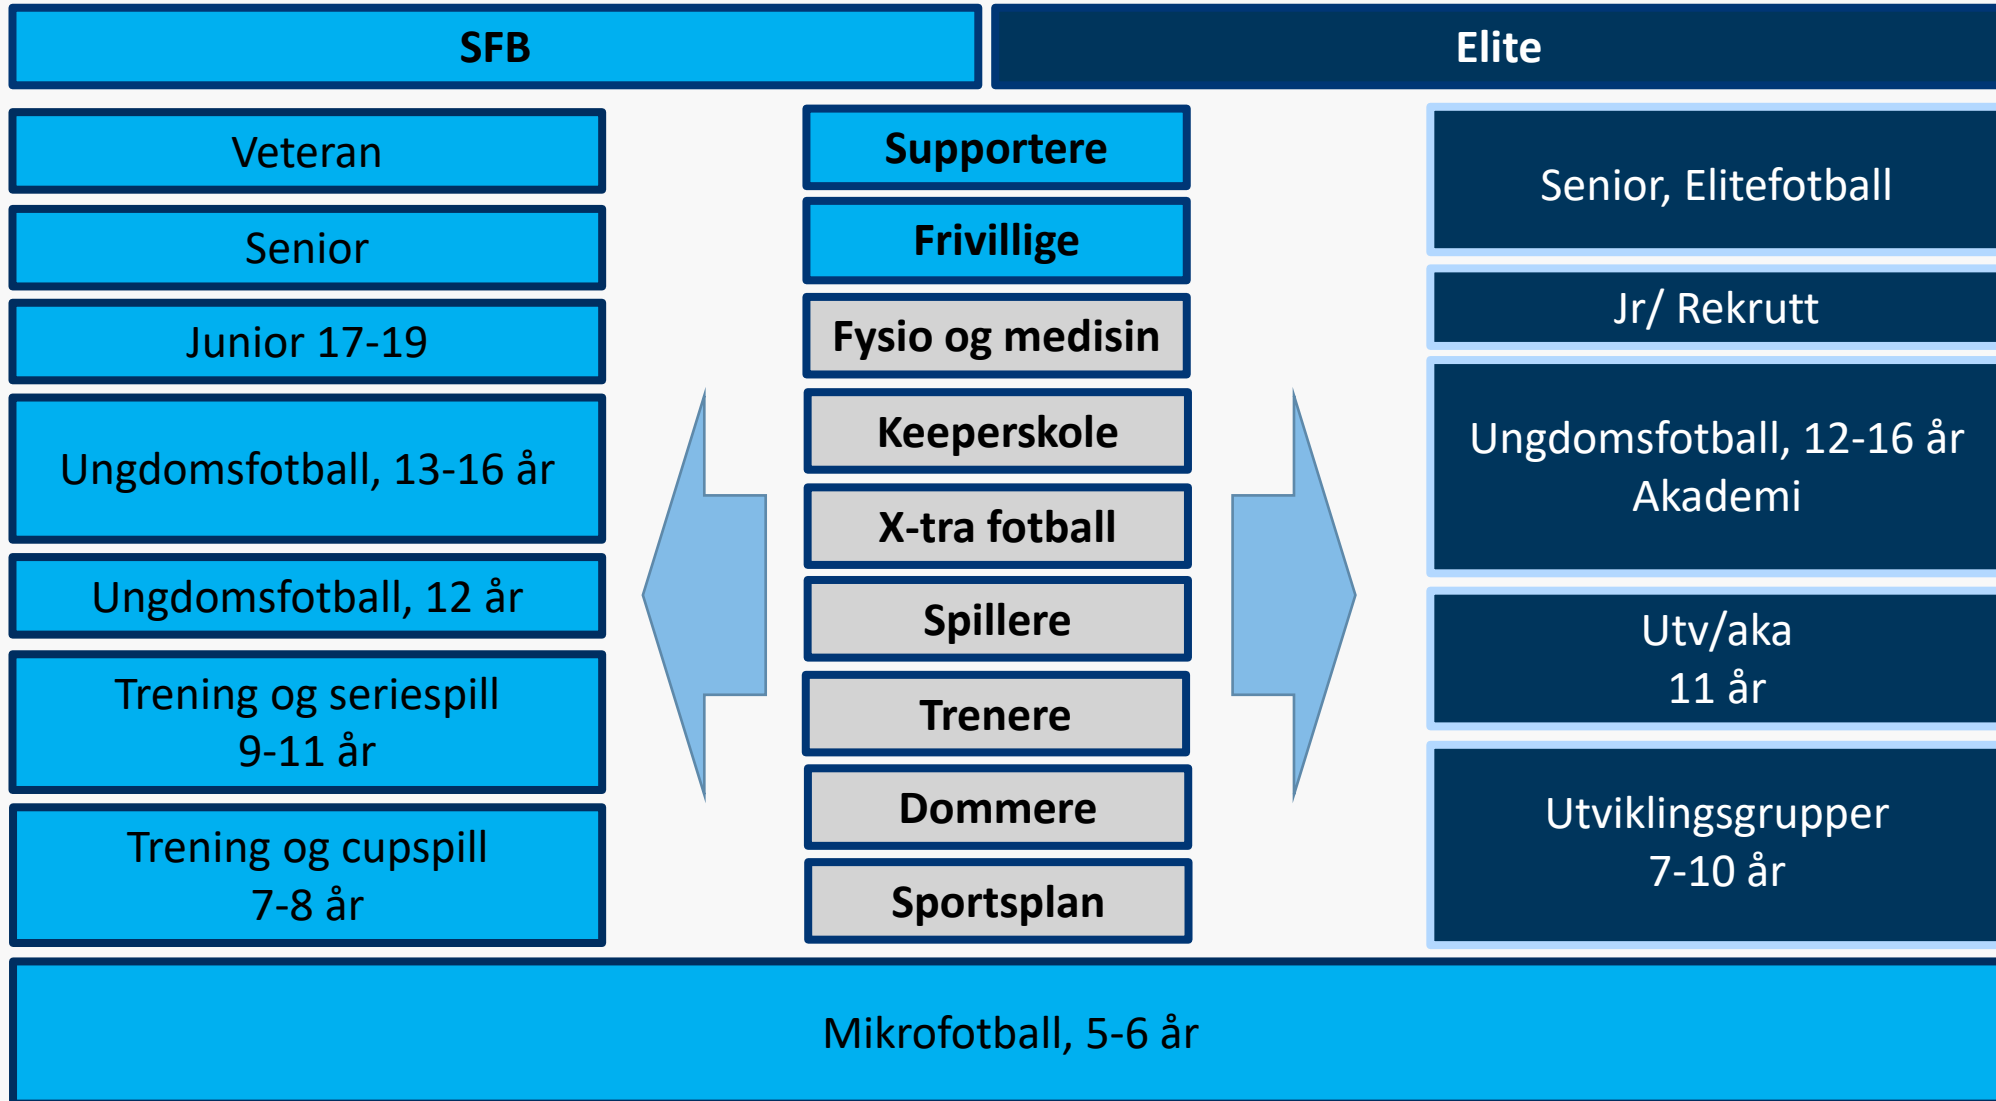 SFB
Elite
Veteran
Senior
Junior 17-19
Ungdomsfotball, 13-16 år
Ungdomsfotball, 12 år
Trening og seriespill
9-11 år
Trening og cupspill
7-8 år
Supportere
Frivillige
Fysio og medisin
Keeperskole
X-tra fotball
Spillere
Trenere
Dommere
Sportsplan
Senior, Elitefotball
Jr/ Rekrutt
Ungdomsfotball, 12-16 år
Akademi
Utv/aka
11 år
Utviklingsgrupper
7-10 år
Mikrofotball, 5-6 år